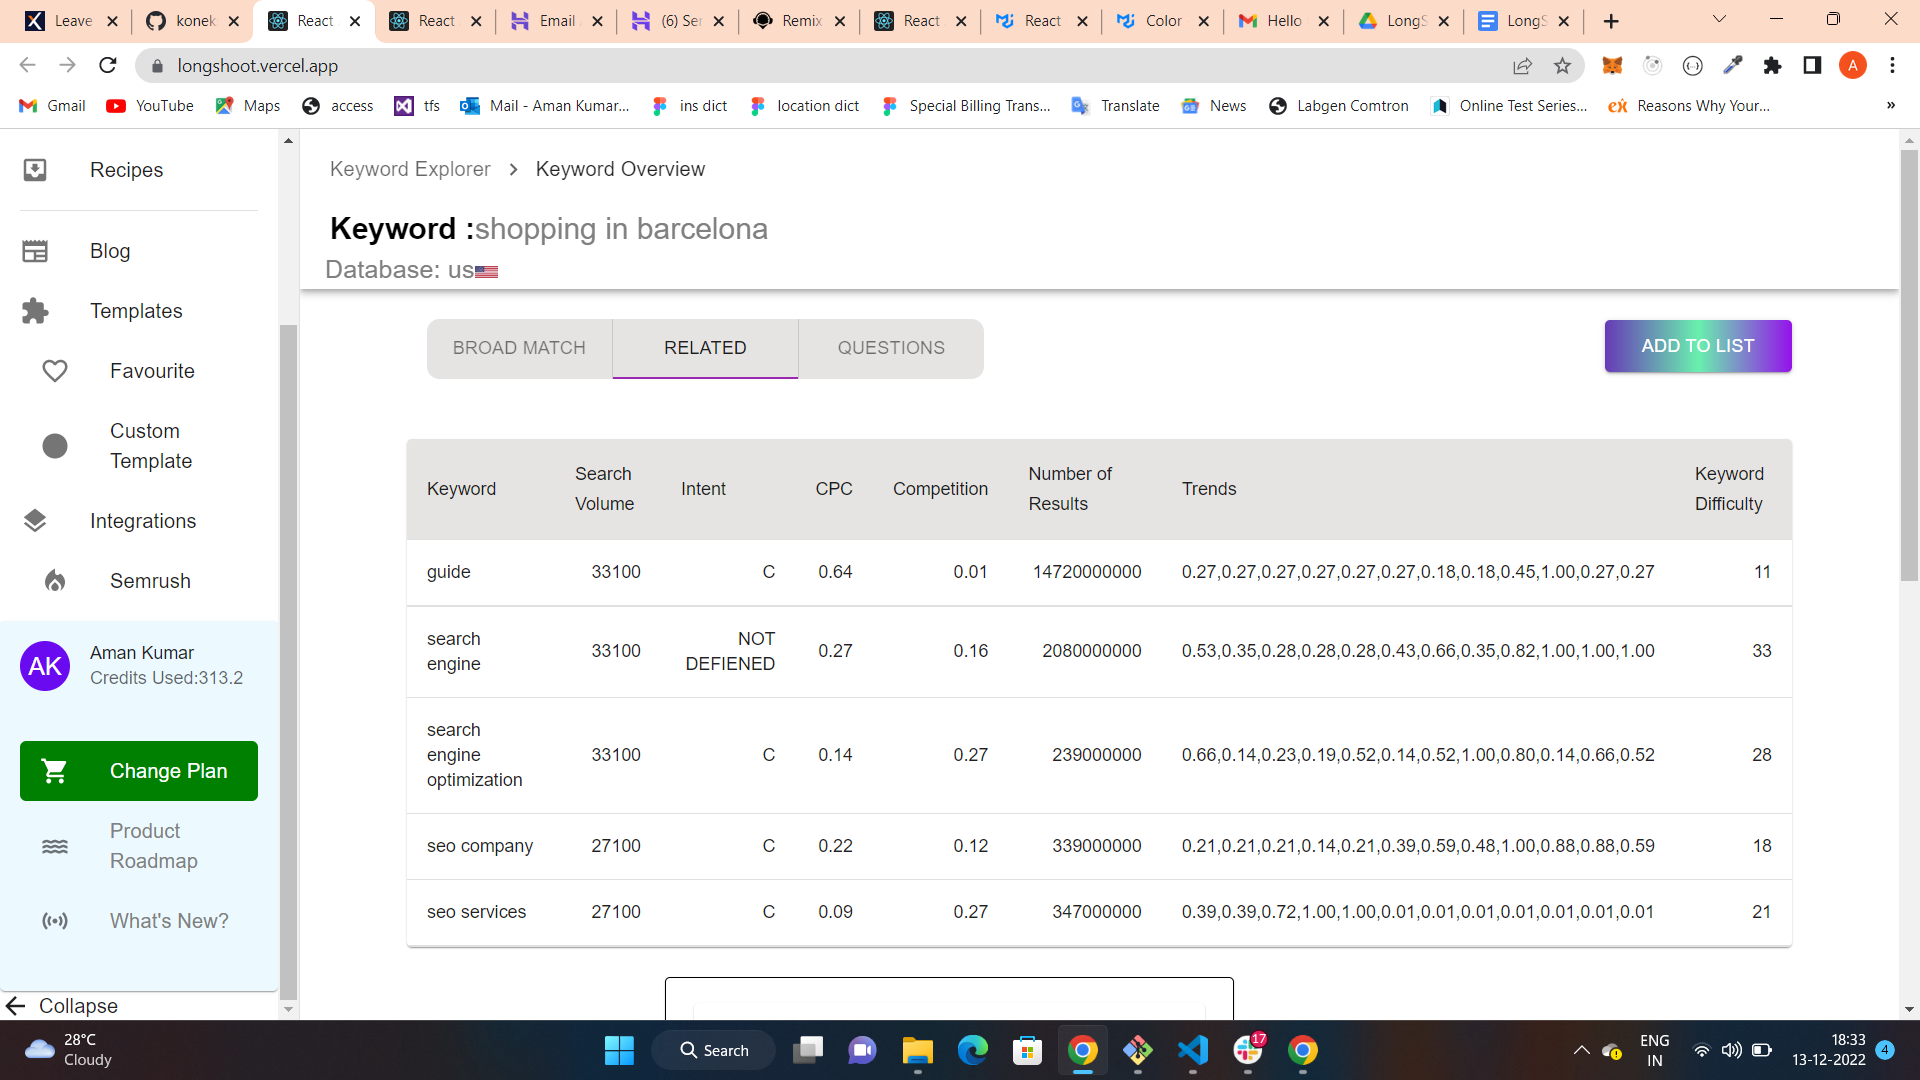 Leave
konek
React
React
Email
(6) Ser
Remix
React
React
Color
Hello
LongS
LongS
longshoot.vercel.app
A
Gmail
YouTube
Maps
access
tfs
Mail - Aman Kumar...
ins dict
location dict
Special Billing Trans...
Translate
News
Labgen Comtron
Online Test Series...
Reasons Why Your...
»
Recipes
Blog
Templates
Favourite
Custom
Template
Integrations
Semrush
AK
Aman Kumar
Credits Used:313.2
Change Plan
Product
Roadmap
What's New?
Collapse
Keyword Explorer > Keyword Overview
Keyword :shopping in barcelona
Database: us
BROAD MATCH
RELATED
QUESTIONS
ADD TO LIST
Keyword
Search
Volume
Intent
CPC
Competition
Number of
Results
Trends
Keyword
Difficulty
guide 33100 C 0.64 0.01 14720000000 0.27,0.27,0.27,0.27,0.27,0.27,0.18,0.18,0.45,1.00,0.27,0.27 11
search
engine
33100
NOT
DEFIENED
0.27 0.16 2080000000 0.53,0.35,0.28,0.28,0.28,0.43,0.66,0.35,0.82,1.00,1.00,1.00 33
search
engine
optimization
33100 C 0.14 0.27 239000000 0.66,0.14,0.23,0.19,0.52,0.14,0.52,1.00,0.80,0.14,0.66,0.52 28
seo company 27100 C 0.22 0.12 339000000 0.21,0.21,0.21,0.14,0.21,0.39,0.59,0.48,1.00,0.88,0.88,0.59 18
seo services 27100 C 0.09 0.27 347000000 0.39,0.39,0.72,1.00,1.00,0.01,0.01,0.01,0.01,0.01,0.01,0.01 21
28°C
Cloudy
Search
17
ENG
IN
18:33
13-12-2022
4